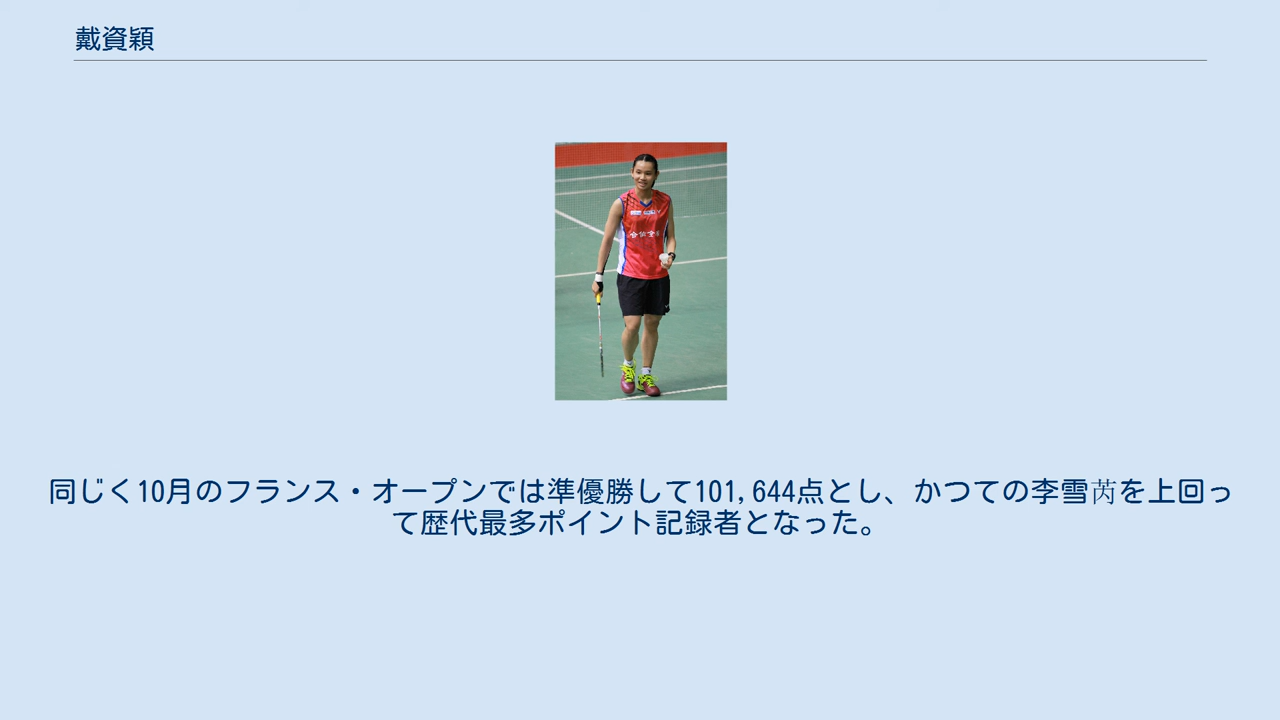 戴資穎
同じく10月のフランス・オープンでは準優勝して101,644点とし、かつての李雪芮を上回っ
て歴代最多ポイント記録者となった。